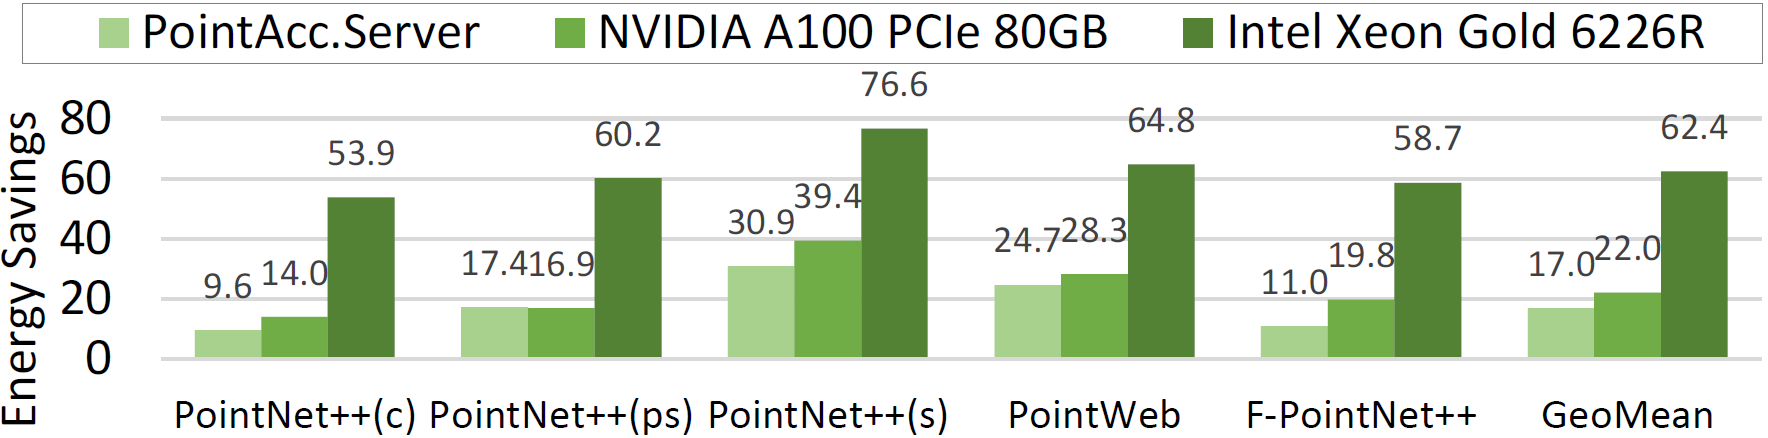 PointAcc.Server NVIDIA A100 PCIe 80GB Intel Xeon Gold 6226R
Energy Savings
80
60
40
20
0
9.6 14.0 53.9
17.4 16.9 60.2
30.9 39.4 76.6
24.7 28.3 64.8
11.0 19.8 58.7
17.0 22.0 62.4
PointNet++(c) PointNet++(ps) PointNet++(s) PointWeb F-PointNet++ GeoMean